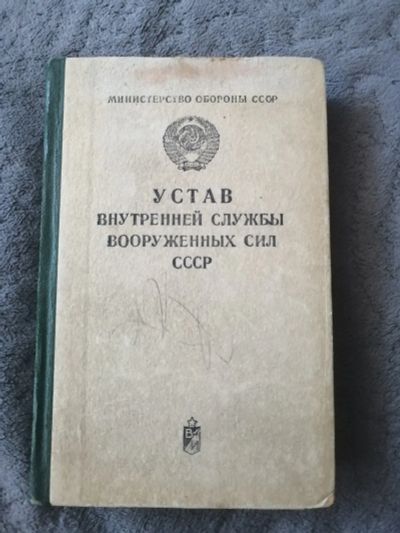 МИНИСТЕРСТВО ОБОРОНЫ СССР
УСТАВ
ВНУТРЕННЕЙ СЛУЖБЫ
ВООРУЖЕННЫХ СИЛ
СССР